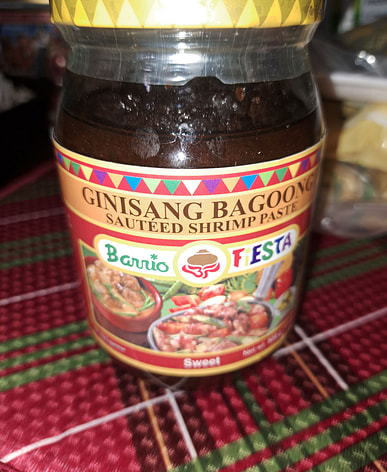 GINISANG BAGOONG
SAUTÉED SHRIMP PASTE
Barrio FIESTA
Sweet